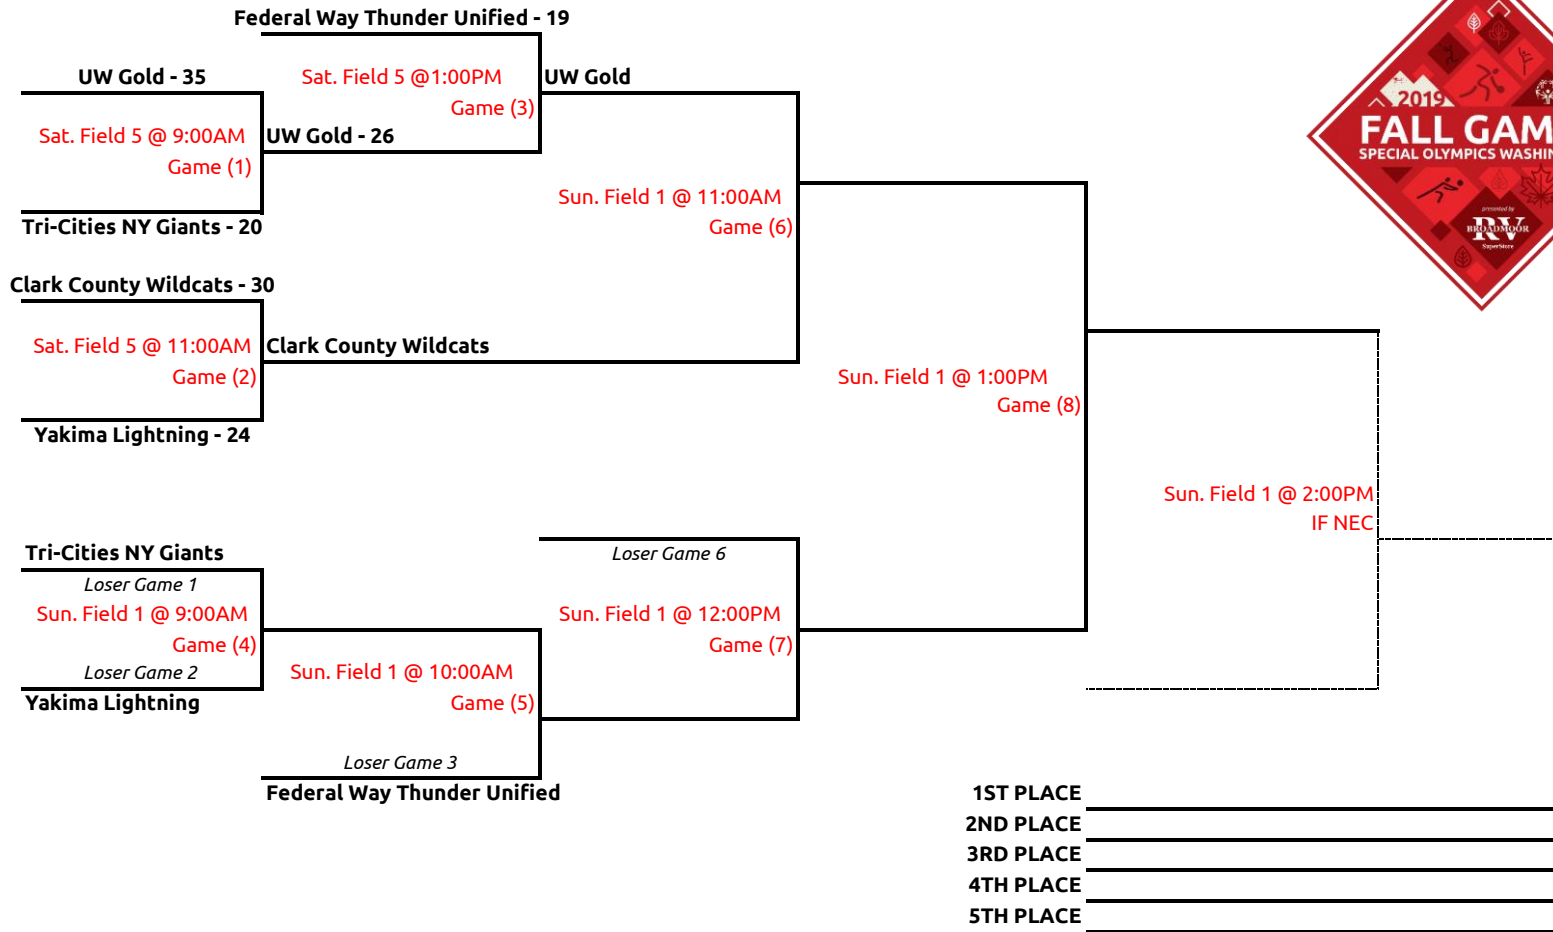 Federal Way Thunder Unified - 19
UW Gold - 35
Sat. Field 5 @1:00PM
UW Gold
Game (3)
Sat. Field 5 @ 9:00AM
UW Gold - 26
Game (1)
Tri-Cities NY Giants - 20
Sun. Field 1 @ 11:00AM
Game (6)
Clark County Wildcats - 30
Sat. Field 5 @ 11:00AM
Clark County Wildcats
Game (2)
Yakima Lightning - 24
Sun. Field 1 @ 1:00PM
Game (8)
Sun. Field 1 @ 2:00PM
IF NEC
Tri-Cities NY Giants
Loser Game 1
Sun. Field 1 @ 9:00AM
Game (4)
Loser Game 2
Yakima Lightning
Loser Game 6
Sun. Field 1 @ 12:00PM
Game (7)
Sun. Field 1 @ 10:00AM
Game (5)
Loser Game 3
Federal Way Thunder Unified
1ST PLACE
2ND PLACE
3RD PLACE
4TH PLACE
5TH PLACE
2019
FALL GAM
SPECIAL OLYMPICS WASHIN
presented by
RV
BROADMOOR
SuperStore